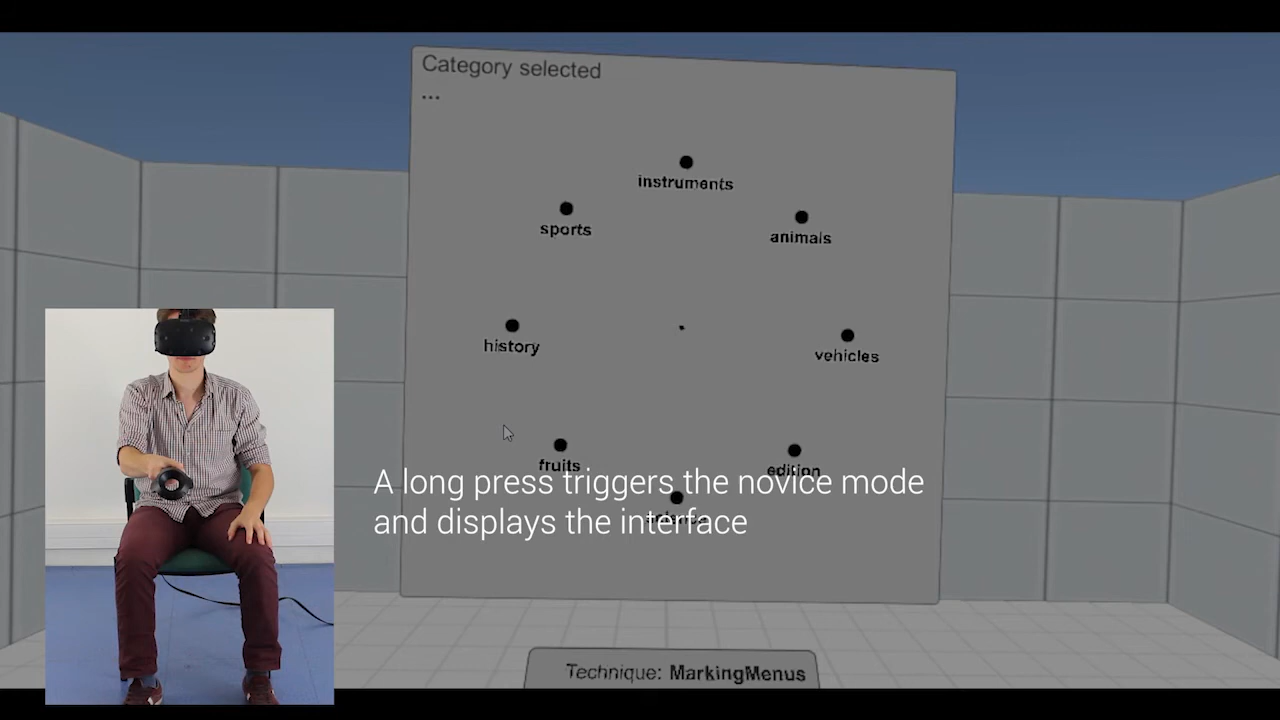 Category selected
...
instruments
sports
animals
history
vehicles
fruits
edition
A long press triggers the novice mode
and displays the interface
Technique: MarkingMenus